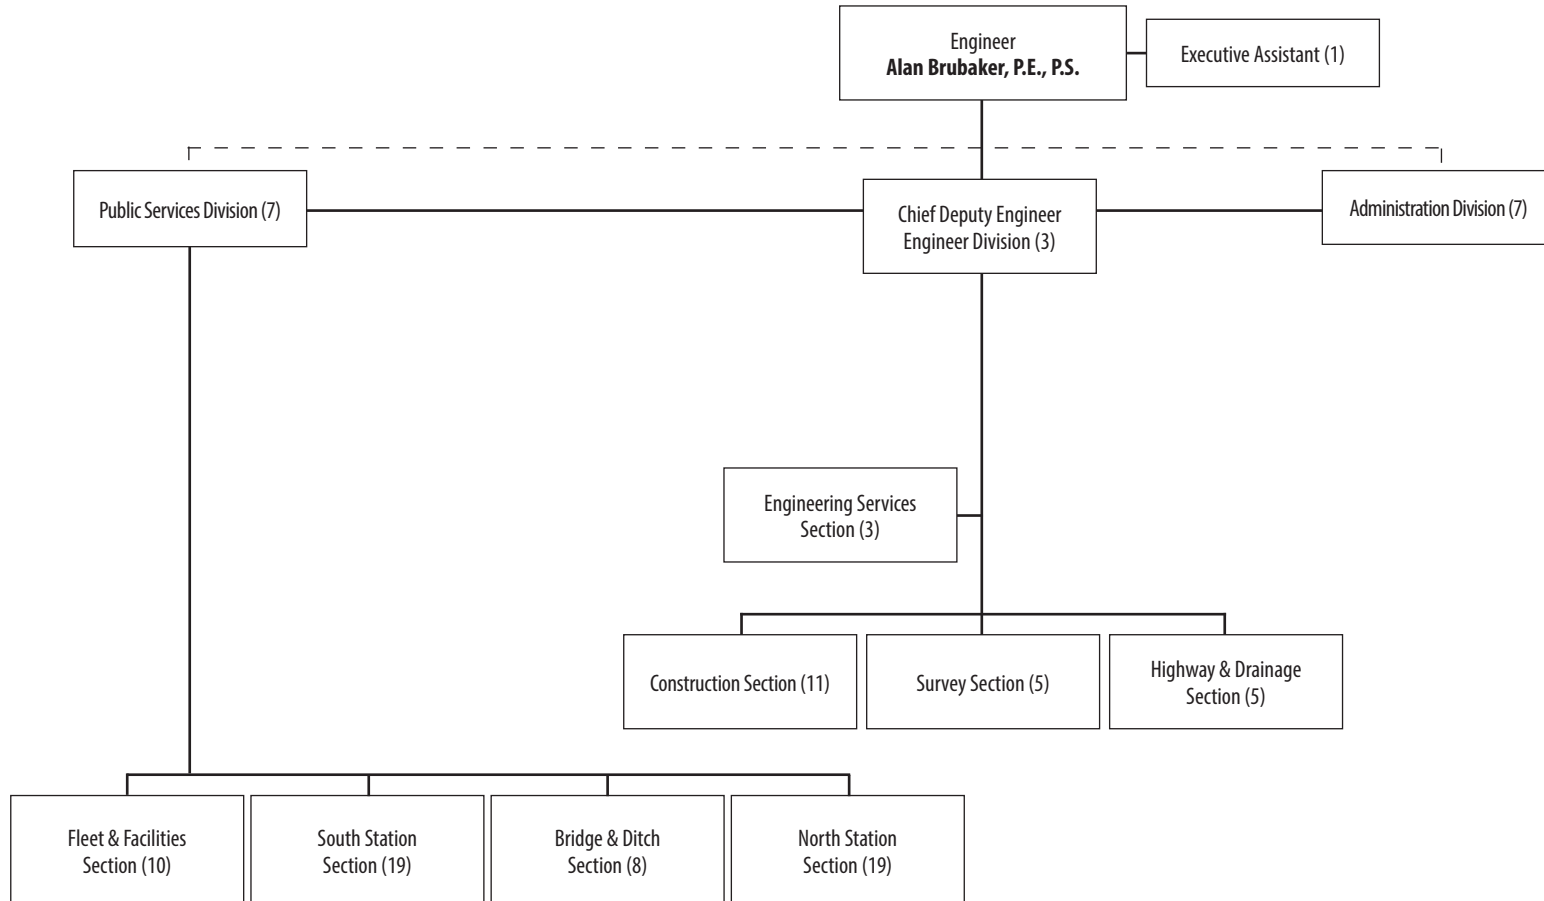 Engineer
Alan Brubaker, P.E., P.S.
Executive Assistant (1)
Public Services Division (7)
Chief Deputy Engineer
Engineer Division (3)
Administration Division (7)
Engineering Services
Section (3)
Construction Section (11)
Survey Section (5)
Highway & Drainage
Section (5)
Fleet & Facilities
Section (10)
South Station
Section (19)
Bridge & Ditch
Section (8)
North Station
Section (19)